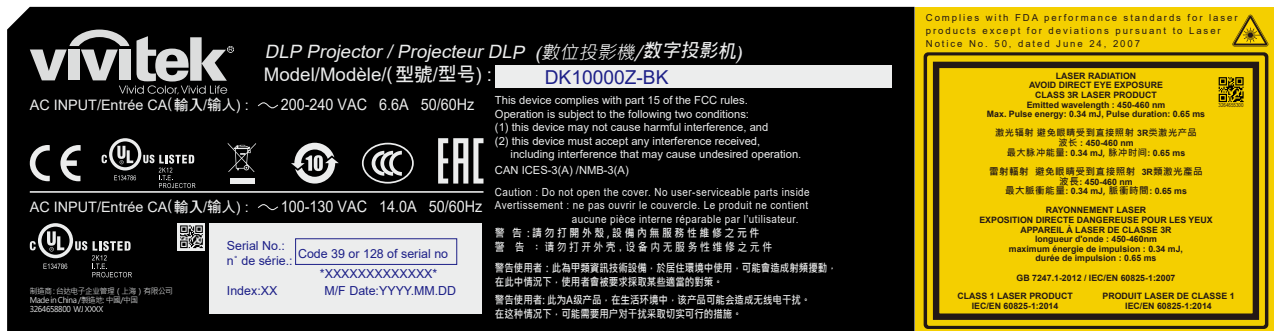 vivitek®
Vivid Color, Vivid Life
DLP Projector / Projecteur DLP (數位投影機/数字投影机)
Model/Modèle/(型號/型号) : DK10000Z-BK
AC INPUT/Entrée CA(輸入/输入) : ～200-240 VAC 6.6A 50/60Hz
CE
C UL US LISTED
E134786
2K12
I.T.E.
PROJECTOR
10
CCC
EAC
AC INPUT/Entrée CA(輸入/输入) : ～100-130 VAC 14.0A 50/60Hz
C UL US LISTED
E134786
2K12
I.T.E.
PROJECTOR
制造商: 台达电子企业管理 ( 上海 ) 有限公司
Made in China /製造地: 中國/中国
3264658800 WJ XXXX
Serial No.:
n° de série.:
Code 39 or 128 of serial no
*XXXXXXXXXXXXX*
Index:XX M/F Date:YYYY.MM.DD
This device complies with part 15 of the FCC rules.
Operation is subject to the following two conditions:
(1) this device may not cause harmful interference, and
(2) this device must accept any interference received,
including interference that may cause undesired operation.
CAN ICES-3(A) /NMB-3(A)
Caution : Do not open the cover. No user-serviceable parts inside
Avertissement : ne pas ouvrir le couvercle. Le produit ne contient
aucune pièce interne réparable par l'utilisateur.
警 告 : 請勿打開外殼, 設備內無服務性維修之元件
警 告 : 请勿打开外壳, 设备内无服务性维修之元件
警告使用者 : 此為甲類資訊技術設備，於居住環境中使用，可能會造成射頻擾動，
在此中情況下，使用者會被要求採取某些適當的對策。
警告使用者: 此为A级产品，在生活环境中，该产品可能会造成无线电干扰。
在这种情况下，可能需要用户对干扰采取切实可行的措施。
Complies with FDA performance standards for laser
products except for deviations pursuant to Laser
Notice No. 50, dated June 24, 2007
LASER RADIATION
AVOID DIRECT EYE EXPOSURE
CLASS 3R LASER PRODUCT
Emitted wavelength : 450-460 nm
Max. Pulse energy: 0.34 mJ, Pulse duration: 0.65 ms
3264655300
激光辐射 避免眼睛受到直接照射 3R类激光产品
波长 : 450-460 nm
最大脉冲能量: 0.34 mJ, 脉冲时间: 0.65 ms
雷射輻射 避免眼睛受到直接照射 3R類激光產品
波長: 450-460 nm
最大脈衝能量: 0.34 mJ, 脈衝時間: 0.65 ms
RAYONNEMENT LASER
EXPOSITION DIRECTE DANGEREUSE POUR LES YEUX
APPAREIL À LASER DE CLASSE 3R
longueur d'onde : 450-460nm
maximum énergie de impulsion : 0.34 mJ,
durée de impulsion : 0.65 ms
GB 7247.1-2012 / IEC/EN 60825-1:2007
CLASS 1 LASER PRODUCT
IEC/EN 60825-1:2014
PRODUIT LASER DE CLASSE 1
IEC/EN 60825-1:2014